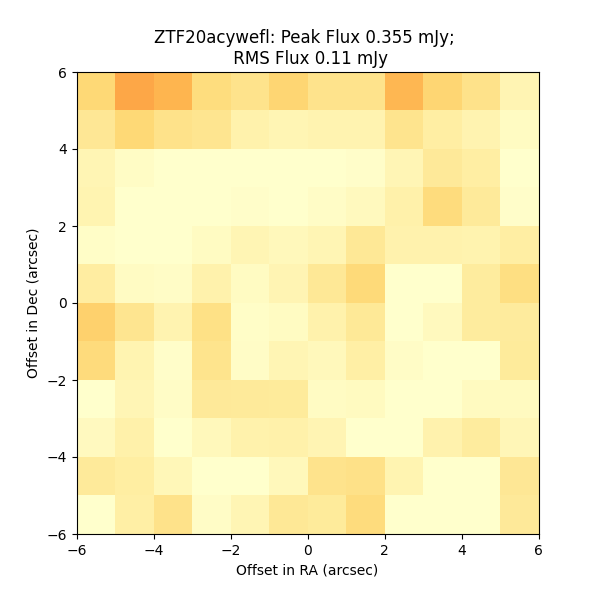 ZTF20acywefl: Peak Flux 0.355 mJy;
RMS Flux 0.11 mJy
6
4
2
0
−2
−4
−6
Offset in Dec (arcsec)
−6 −4 −2 0 2 4 6
Offset in RA (arcsec)